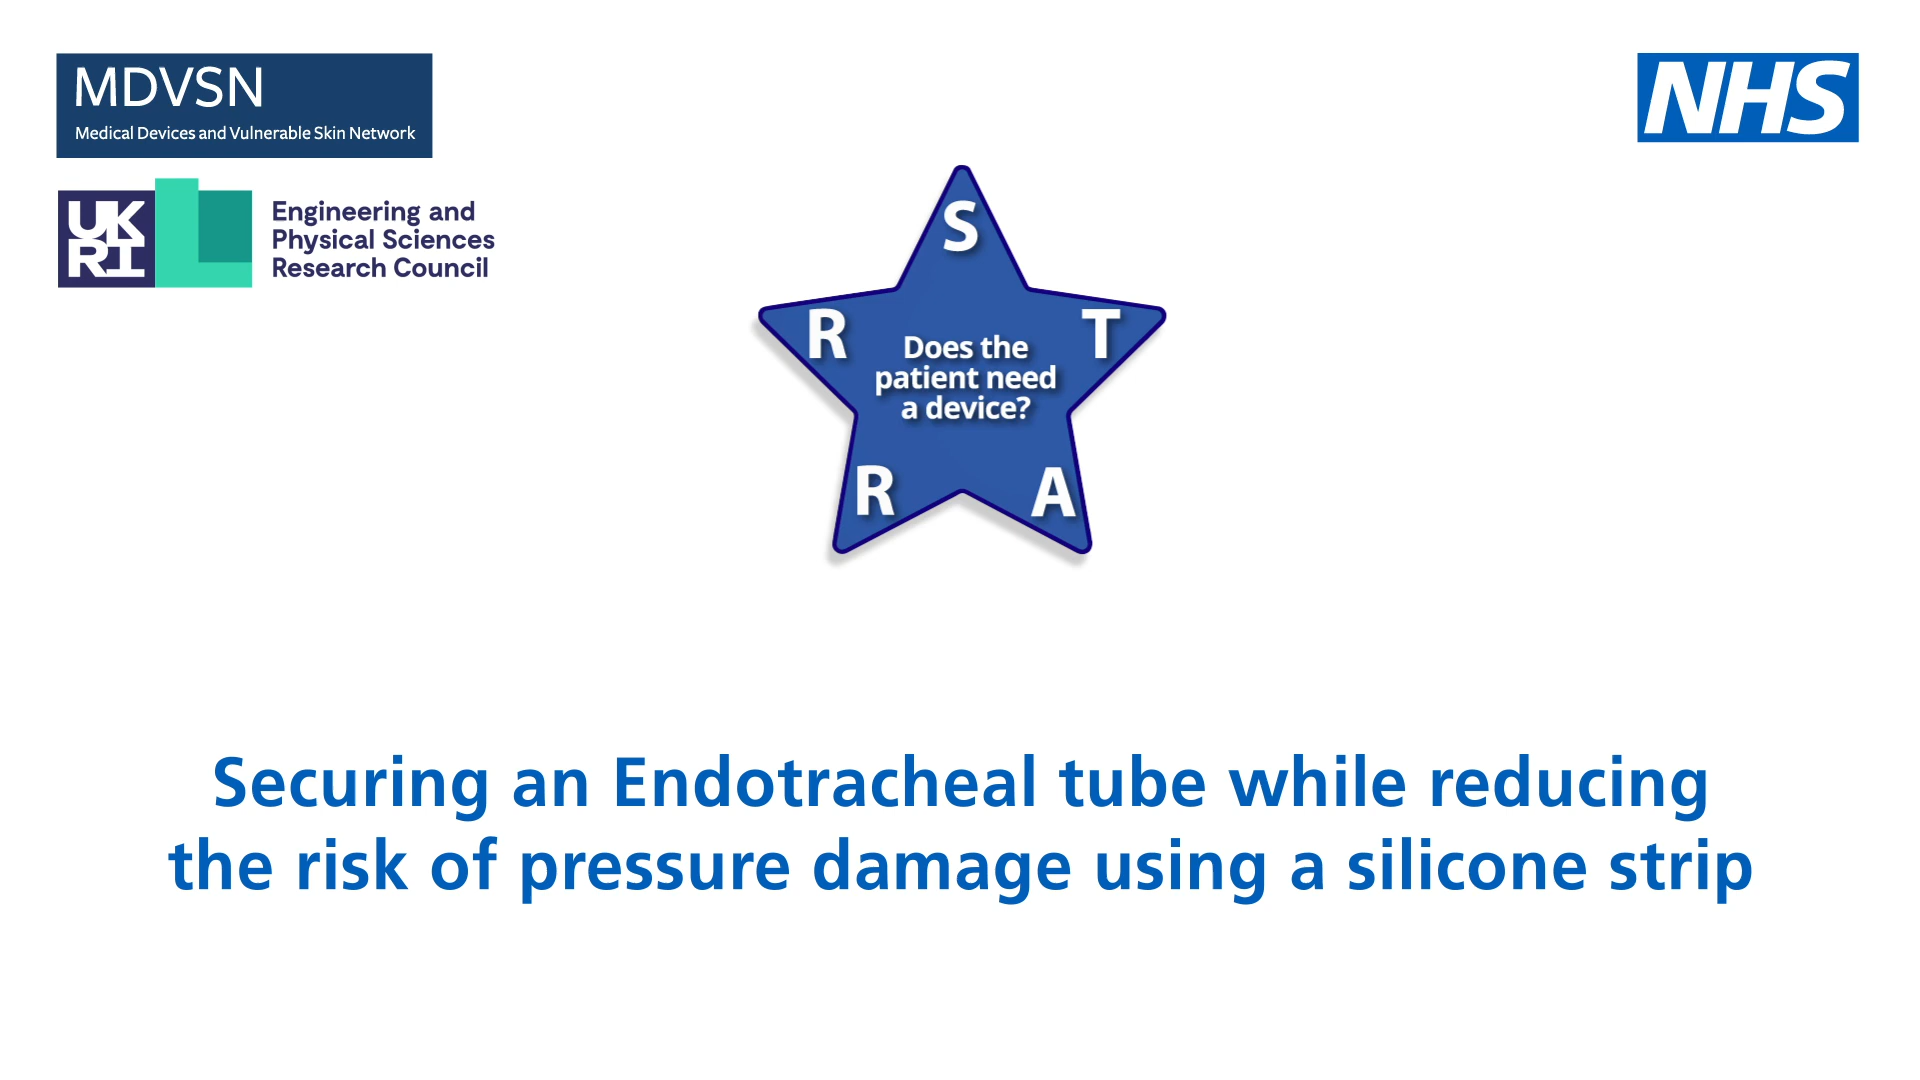 MDVSN
Medical Devices and Vulnerable Skin Network
UK
RI
Engineering and
Physical Sciences
Research Council
NHS
S
R
T
Does the
patient need
a device?
R
A
Securing an Endotracheal tube while reducing
the risk of pressure damage using a silicone strip